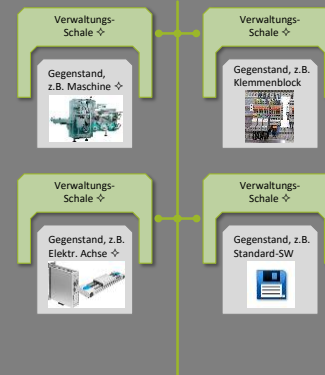 Verwaltungs-
Schale ✧
Gegenstand,
z.B. Maschine ✧
Verwaltungs-
Schale ✧
Gegenstand, z.B.
Klemmenblock
Verwaltungs-
Schale ✧
Gegenstand, z.B.
Elektr. Achse ✧
Verwaltungs-
Schale ✧
Gegenstand, z.B.
Standard-SW